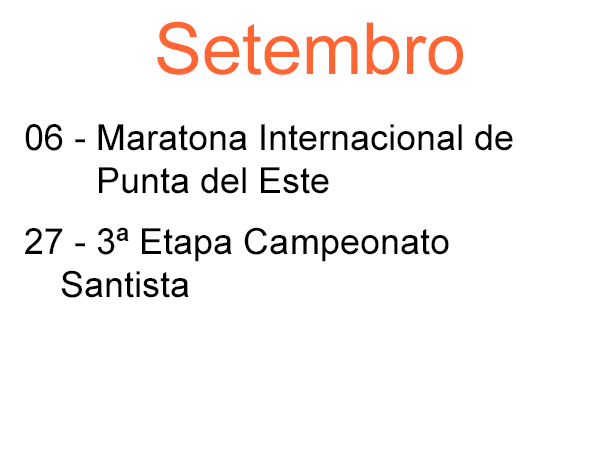 Setembro
06 - Maratona Internacional de
Punta del Este
27 - 3ª Etapa Campeonato
Santista